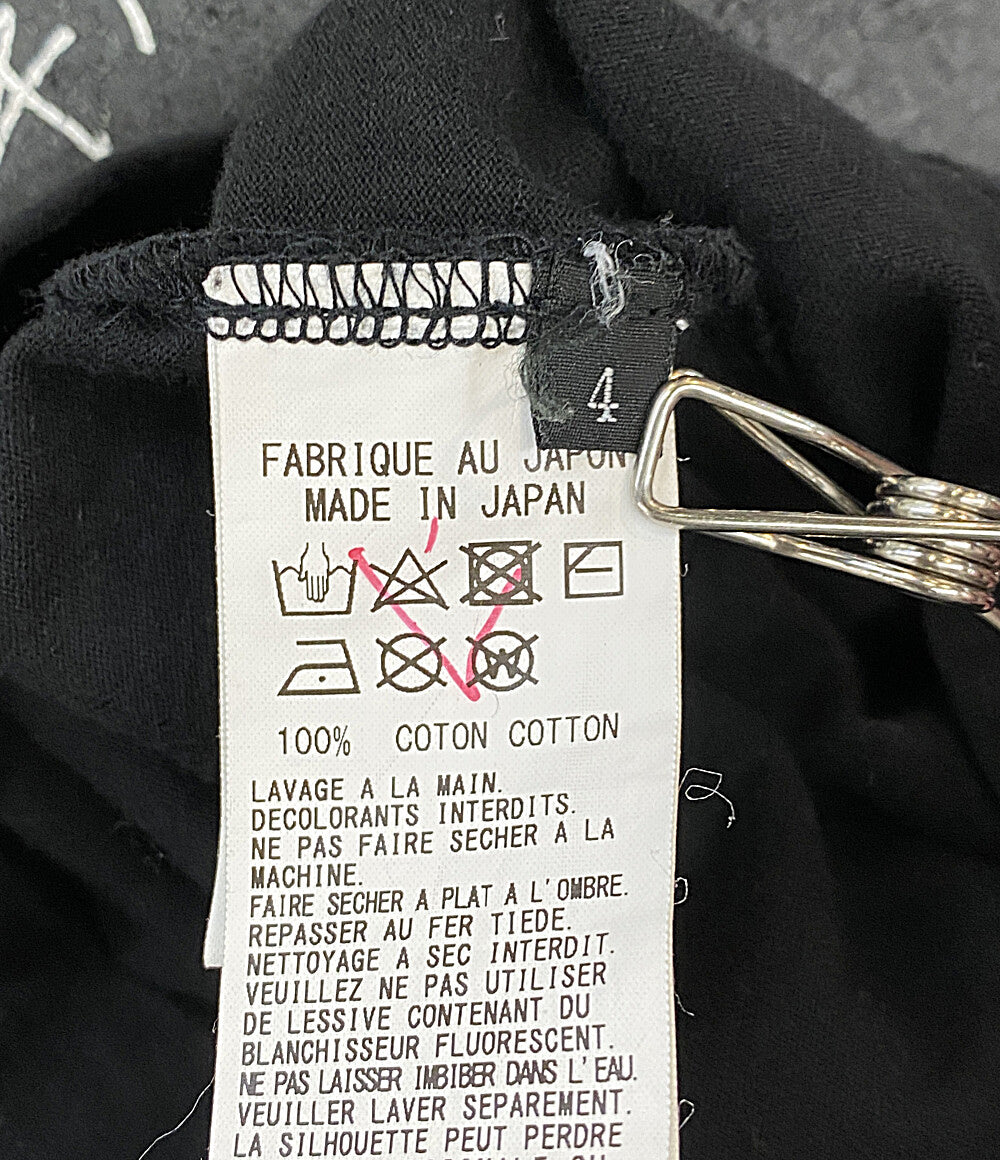 4
FABRIQUE AU JAPON
MADE IN JAPAN
W
100% COTON COTTON
LAVAGE A LA MAIN.
DECOLORANTS INTERDITS.
NE PAS FAIRE SECHER A LA
MACHINE.
FAIRE SECHER A PLAT A L'OMBRE.
REPASSER AU FER TIEDE.
NETTOYAGE A SEC INTERDIT.
VEUILLEZ NE PAS UTILISER
DE LESSIVE CONTENANT DU
BLANCHISSEUR FLUORESCENT.
NE PAS LAISSER IMBIBER DANS L'EAU.
VEUILLER LAVER SEPAREMENT.
LA SILHOUETTE PEUT PERDRE